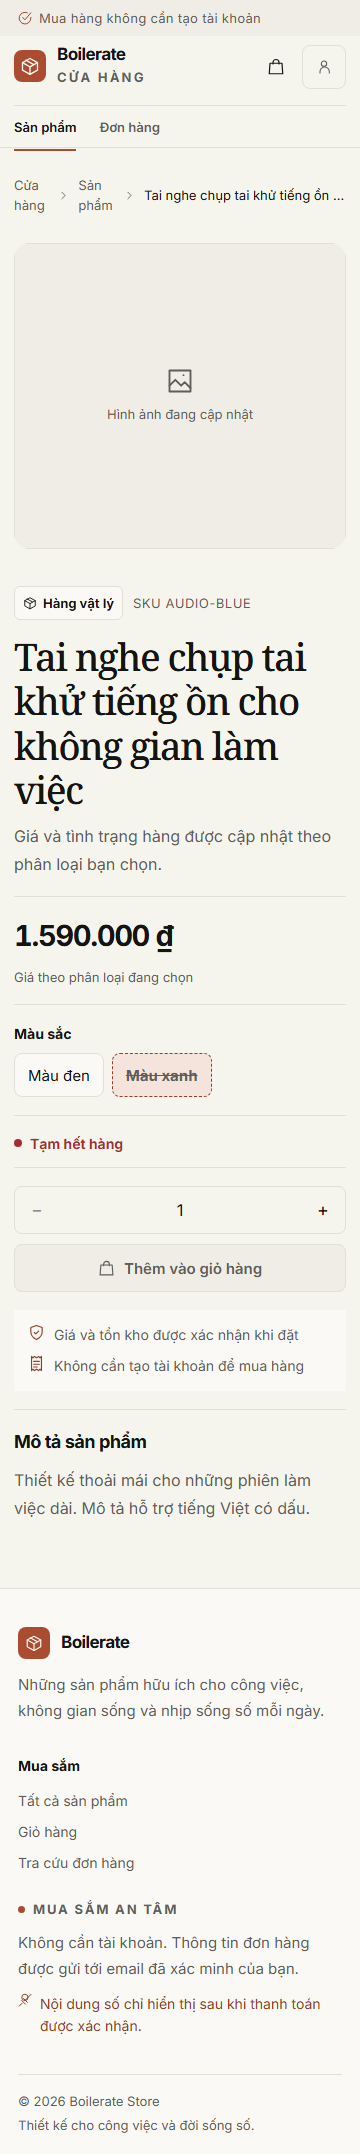 Mua hàng không cần tạo tài khoản
Boilerate
CỬA HÀNG
Sản phẩm
Đơn hàng
Cửa hàng
Sản phẩm
Tai nghe chụp tai khử tiếng ồn ...
Hình ảnh đang cập nhật
Hàng vật lý
SKU AUDIO-BLUE
Tai nghe chụp tai
khử tiếng ồn cho
không gian làm
việc
Giá và tình trạng hàng được cập nhật theo
phân loại bạn chọn.
1.590.000 ₫
Giá theo phân loại đang chọn
Màu sắc
Màu đen
Màu xanh
Tạm hết hàng
− 1 +
Thêm vào giỏ hàng
Giá và tồn kho được xác nhận khi đặt
Không cần tạo tài khoản để mua hàng
Mô tả sản phẩm
Thiết kế thoải mái cho những phiên làm
việc dài. Mô tả hỗ trợ tiếng Việt có dấu.
Boilerate
Những sản phẩm hữu ích cho công việc,
không gian sống và nhịp sống số mỗi ngày.
Mua sắm
Tất cả sản phẩm
Giỏ hàng
Tra cứu đơn hàng
MUA SẮM AN TÂM
Không cần tài khoản. Thông tin đơn hàng
được gửi tới email đã xác minh của bạn.
Nội dung số chỉ hiển thị sau khi thanh toán
được xác nhận.
© 2026 Boilerate Store
Thiết kế cho công việc và đời sống số.